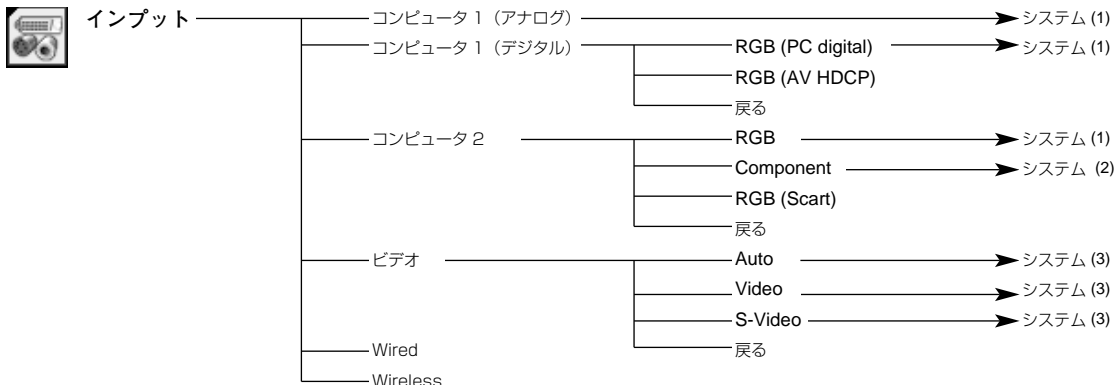 インプット
コンピュータ 1（アナログ） システム (1)
コンピュータ 1（デジタル） RGB (PC digital) システム (1)
RGB (AV HDCP)
戻る
コンピュータ 2 RGB システム (1)
Component システム (2)
RGB (Scart)
戻る
ビデオ Auto システム (3)
Video システム (3)
S-Video システム (3)
戻る
Wired
Wireless